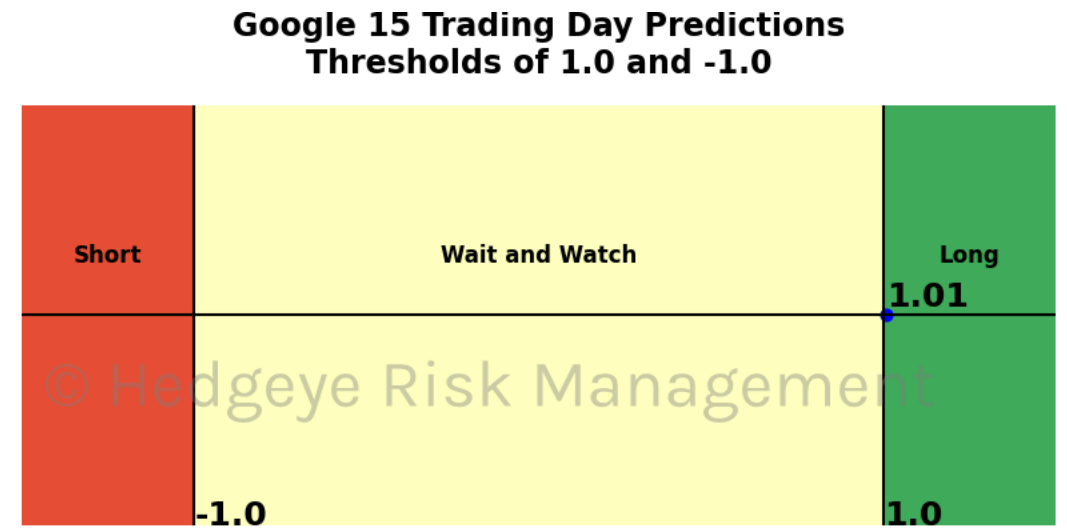 Google 15 Trading Day Predictions
Thresholds of 1.0 and -1.0
Short
Wait and Watch
Long
1.01
© Hedgeye Risk Management
-1.0
1.0